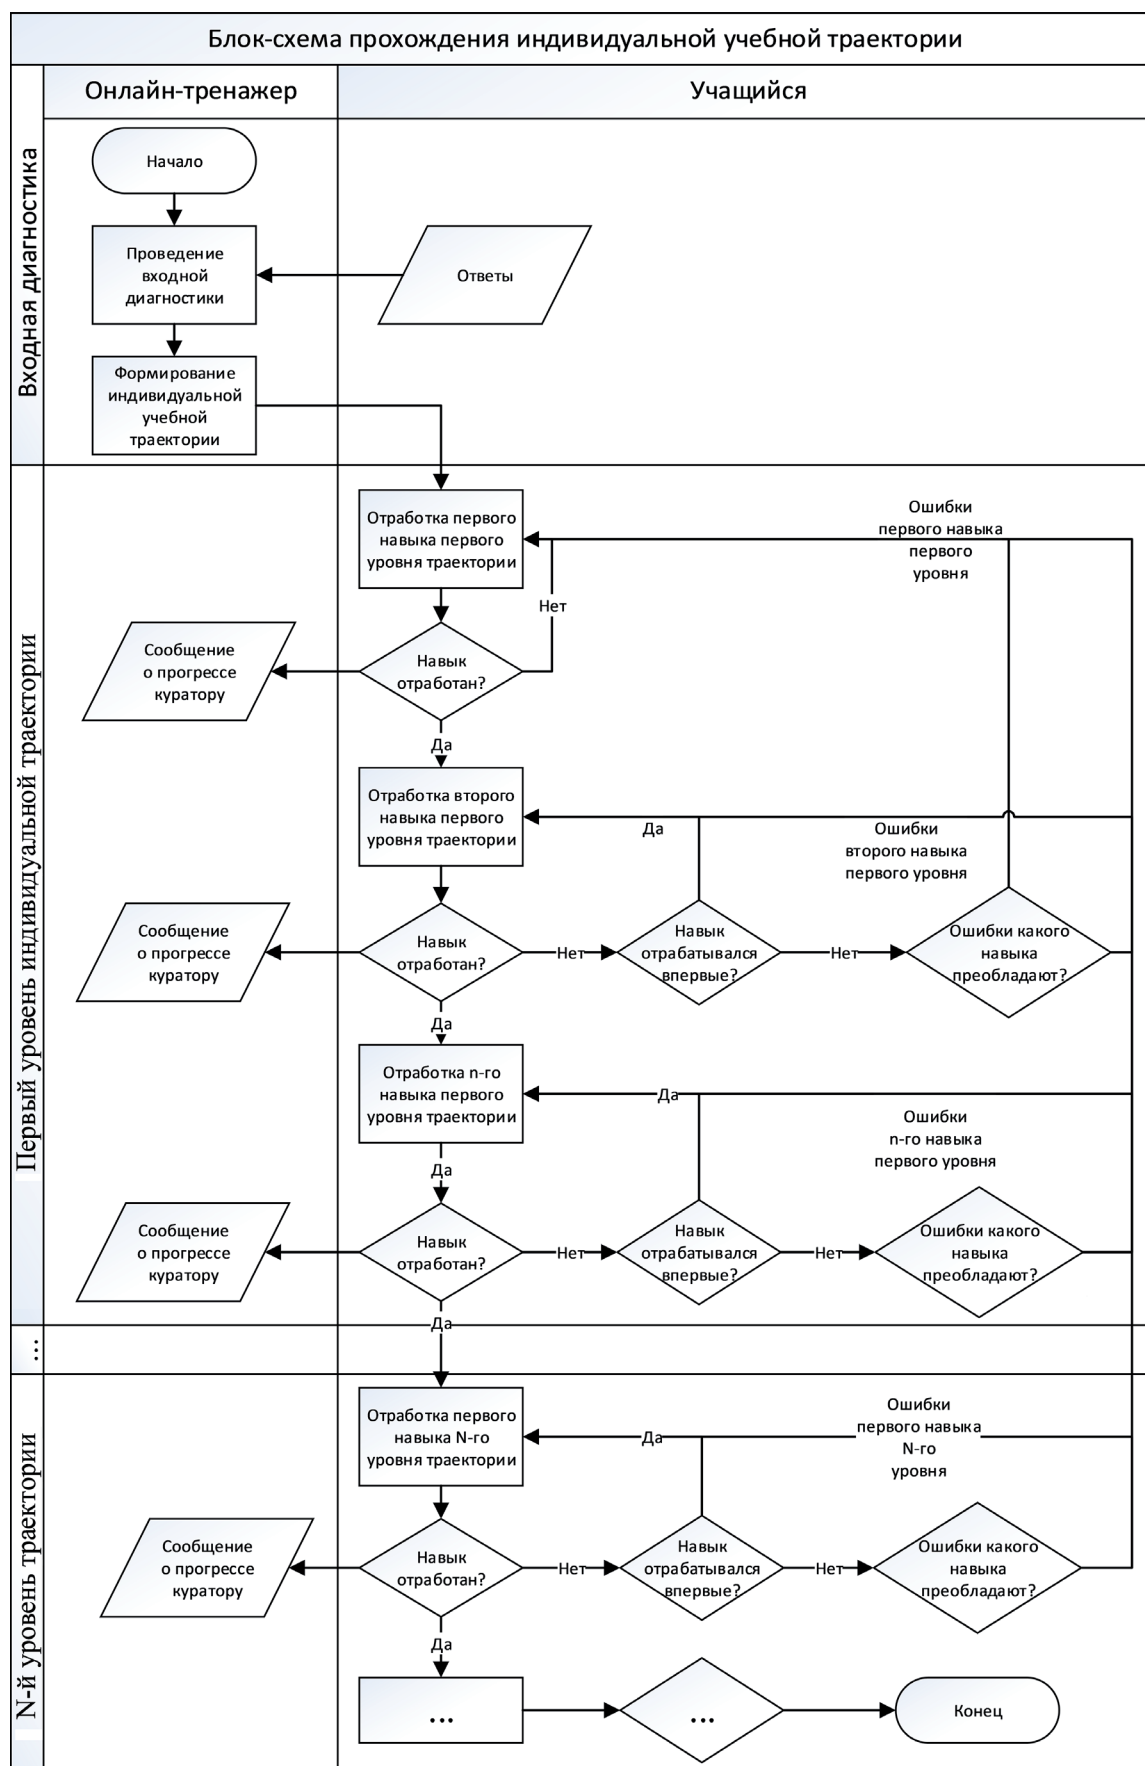 Блок-схема прохождения индивидуальной учебной траектории
Онлайн-тренажер
Учащийся
Входная диагностика
Начало
Проведение
входной
диагностики
Ответы
Формирование
индивидуальной
учебной
траектории
Первый уровень индивидуальной траектории
Отработка первого
навыка первого
уровня траектории
Ошибки
первого навыка
первого
уровня
Нет
Сообщение
о прогрессе
куратору
Навык
отработан?
Да
Отработка второго
навыка первого
уровня траектории
Да
Ошибки
второго навыка
первого уровня
Сообщение
о прогрессе
куратору
Навык
отработан?
Нет
Навык
отрабатывался
впервые?
Нет
Ошибки какого
навыка
преобладают?
Да
Отработка n-го
навыка первого
уровня траектории
Да
Ошибки
n-го навыка
первого уровня
Да
Сообщение
о прогрессе
куратору
Навык
отработан?
Нет
Навык
отрабатывался
впервые?
Нет
Ошибки какого
навыка
преобладают?
Да
...
N-й уровень траектории
Отработка первого
навыка N-го
уровня траектории
Да
Ошибки
первого навыка
N-го
уровня
Сообщение
о прогрессе
куратору
Навык
отработан?
Нет
Навык
отрабатывался
впервые?
Нет
Ошибки какого
навыка
преобладают?
Да
...
...
Конец